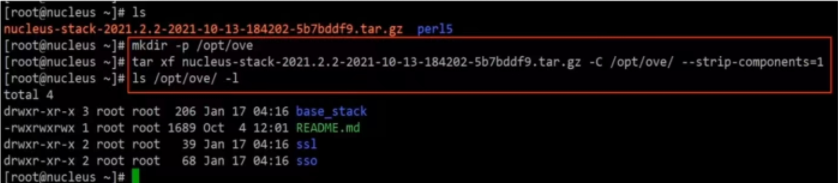 [root@nucleus ~]# ls
nucleus-stack-2021.2.2-2021-10-13-184202-5b7bddf9.tar.gz perl5
[root@nucleus ~]# mkdir -p /opt/ove
[root@nucleus ~]# tar xf nucleus-stack-2021.2.2-2021-10-13-184202-5b7bddf9.tar.gz -C /opt/ove/ --strip-components=1
[root@nucleus ~]# ls /opt/ove/ -l
total 4
drwxr-xr-x 3 root root 206 Jan 17 04:16 base_stack
-rwxrwxrwx 1 root root 1689 Oct 4 12:01 README.md
drwxr-xr-x 2 root root 39 Jan 17 04:16 ssl
drwxr-xr-x 2 root root 68 Jan 17 04:16 sso
[root@nucleus ~]#